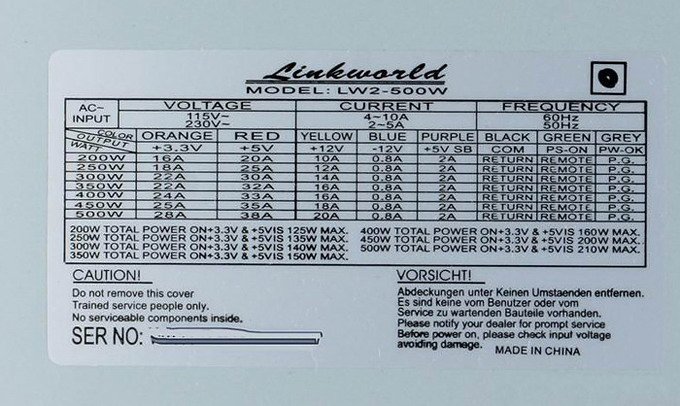 Linkworld
MODEL: LW2-500W
AC~ INPUT VOLTAGE CURRENT FREQUENCY
115V~ 4~10A 60Hz
230V~ 2~5A 50Hz
COLOR OUTPUT WATT ORANGE RED YELLOW BLUE PURPLE BLACK GREEN GREY
+3.3V +5V +12V -12V +5V SB COM PS-ON PW-OK
200W 16A 20A 10A 0.8A 2A RETURN REMOTE P.G.
250W 18A 25A 12A 0.8A 2A RETURN REMOTE P.G.
300W 22A 30A 14A 0.8A 2A RETURN REMOTE P.G.
350W 22A 32A 16A 0.8A 2A RETURN REMOTE P.G.
400W 24A 33A 16A 0.8A 2A RETURN REMOTE P.G.
450W 25A 35A 18A 0.8A 2A RETURN REMOTE P.G.
500W 28A 38A 20A 0.8A 2A RETURN REMOTE P.G.
200W TOTAL POWER ON+3.3V & +5VIS 125W MAX. 400W TOTAL POWER ON+3.3V & +5VIS 160W MAX.
250W TOTAL POWER ON+3.3V & +5VIS 135W MAX. 450W TOTAL POWER ON+3.3V & +5VIS 200W MAX.
300W TOTAL POWER ON+3.3V & +5VIS 140W MAX. 500W TOTAL POWER ON+3.3V & +5VIS 210W MAX.
350W TOTAL POWER ON+3.3V & +5VIS 150W MAX.
CAUTION!
Do not remove this cover
Trained service people only.
No serviceable components inside.
SER NO:
VORSICHT!
Abdeckungen unter Keinen Umstaenden entfernen.
Es sind keine vom Benutzer oder vom
Service zu wartenden Bauteile vorhanden.
Please notify your dealer for prompt service
Before power on, please check input voltage
avoiding damage. MADE IN CHINA